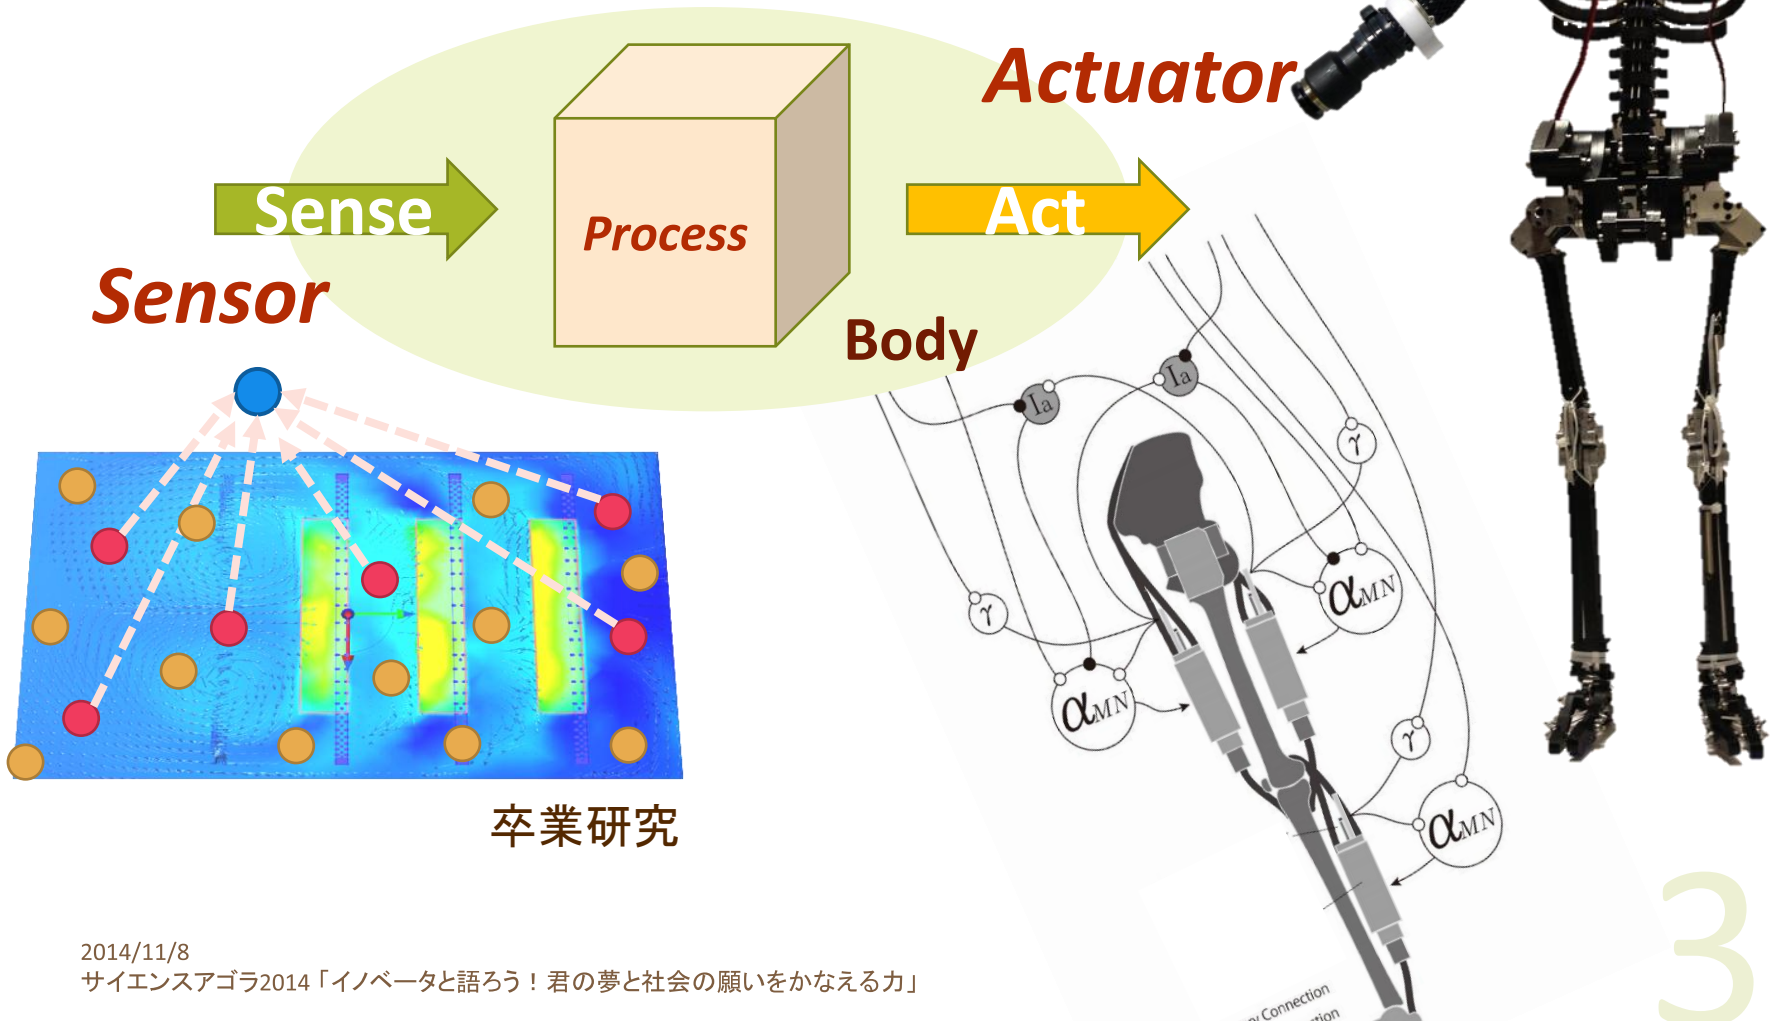 Actuator
Sense
Process
Act
Sensor
Body
Ia
Ia
γ
αMN
γ
αMN
γ
αMN
卒業研究
2014/11/8
サイエンスアゴラ2014「イノベータと語ろう！君の夢と社会の願いをかなえる力」
Connection
3